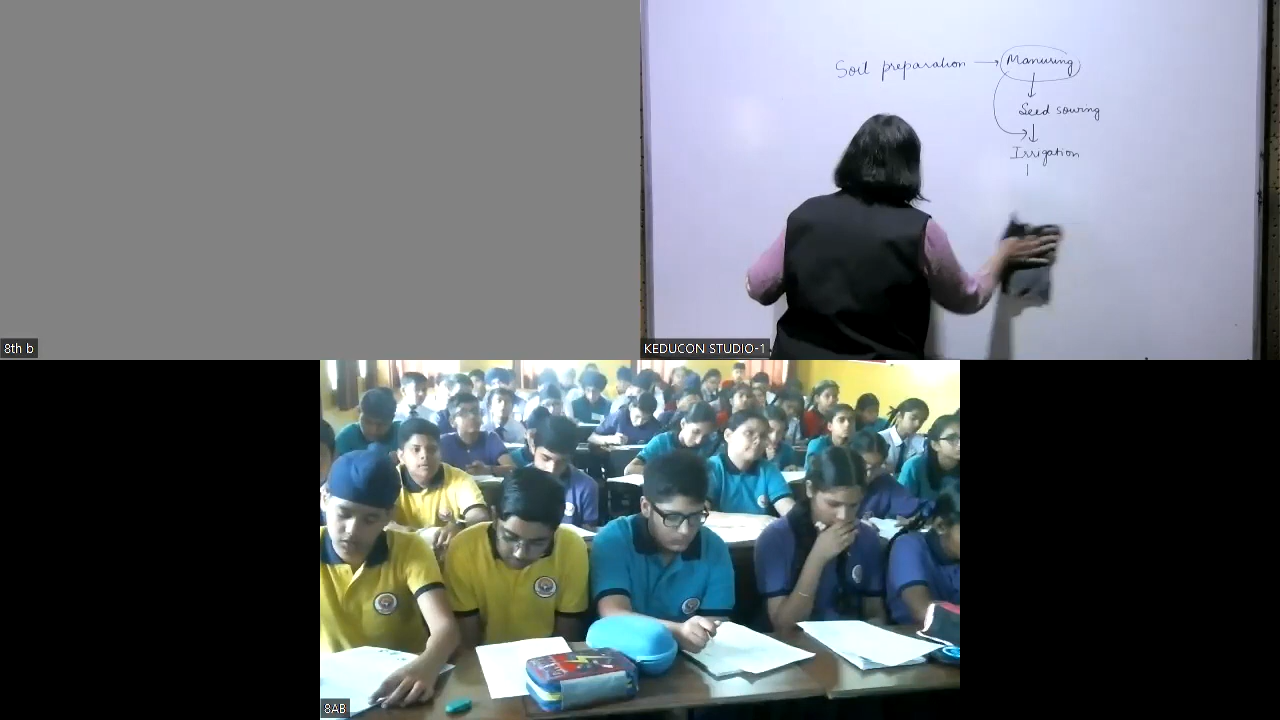 Soil preparation → Manuring
Seed sowing
Irrigation
8th b
KEDUCON STUDIO-1
8AB